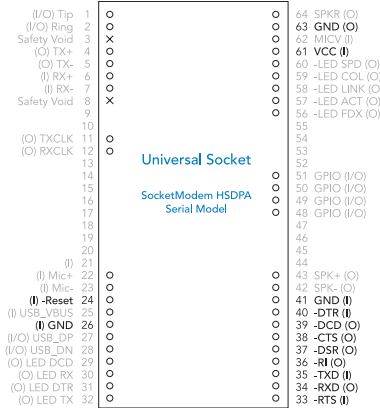 (I/O) Tip 1
(I/O) Ring 2
Safety Void 3
(O) TX+ 4
(O) TX- 5
(I) RX+ 6
(I) RX- 7
Safety Void 8
9
10
(O) TXCLK 11
(O) RXCLK 12
13
14
15
16
17
18
19
20
(I) 21
(I) Mic+ 22
(I) Mic- 23
(I) -Reset 24
(I) USB_VBUS 25
(I) GND 26
(I/O) USB_DP 27
(I/O) USB_DN 28
(O) LED DCD 29
(O) LED RX 30
(O) LED DTR 31
(O) LED TX 32
Universal Socket
SocketModem HSDPA
Serial Model
64 SPKR (O)
63 GND (O)
62 MICV (I)
61 VCC (I)
60 -LED SPD (O)
59 -LED COL (O)
58 -LED LINK (O)
57 -LED ACT (O)
56 -LED FDX (O)
55
54
53
52
51 GPIO (I/O)
50 GPIO (I/O)
49 GPIO (I/O)
48 GPIO (I/O)
47
46
45
44
43 SPK+ (O)
42 SPK- (O)
41 GND (I)
40 -DTR (I)
39 -DCD (O)
38 -CTS (O)
37 -DSR (O)
36 -RI (O)
35 -TXD (I)
34 -RXD (O)
33 -RTS (I)